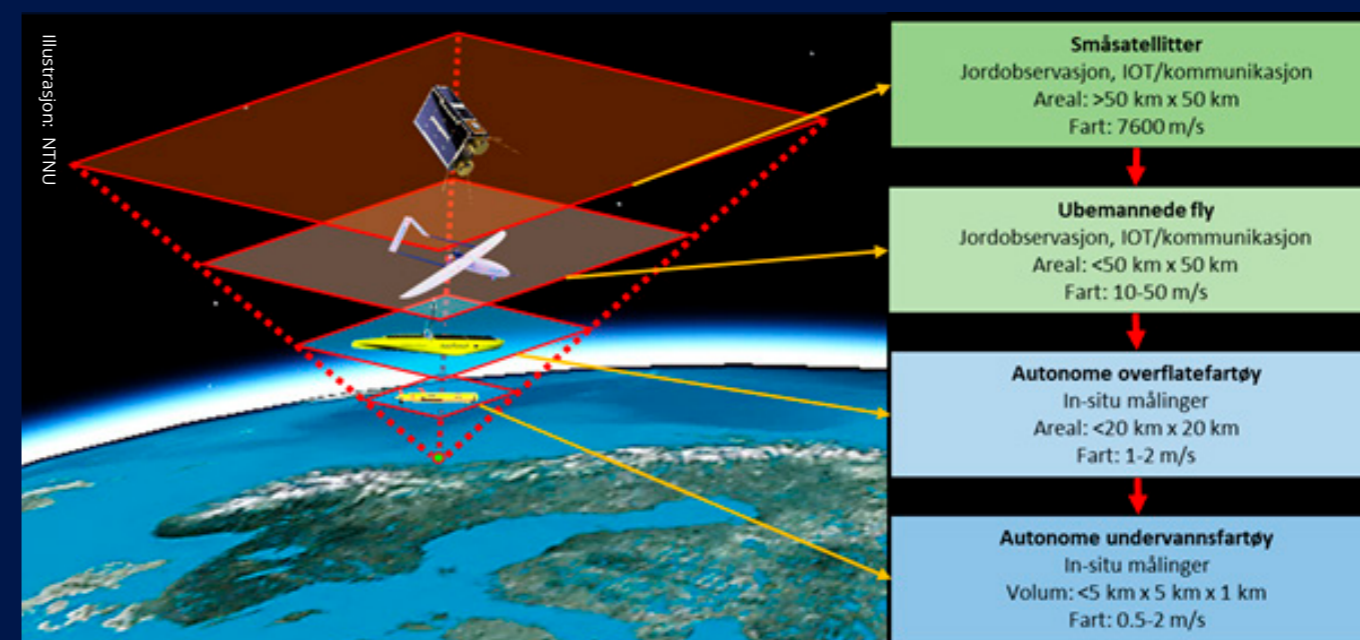 Illustrasjon: NTNU
Småsatellitter
Jordobservasjon, IOT/kommunikasjon
Areal: >50 km x 50 km
Fart: 7600 m/s
Ubemannede fly
Jordobservasjon, IOT/kommunikasjon
Areal: <50 km x 50 km
Fart: 10-50 m/s
Autonome overflatefartøy
In-situ målinger
Areal: <20 km x 20 km
Fart: 1-2 m/s
Autonome undervannsfartøy
In-situ målinger
Volum: <5 km x 5 km x 1 km
Fart: 0.5-2 m/s